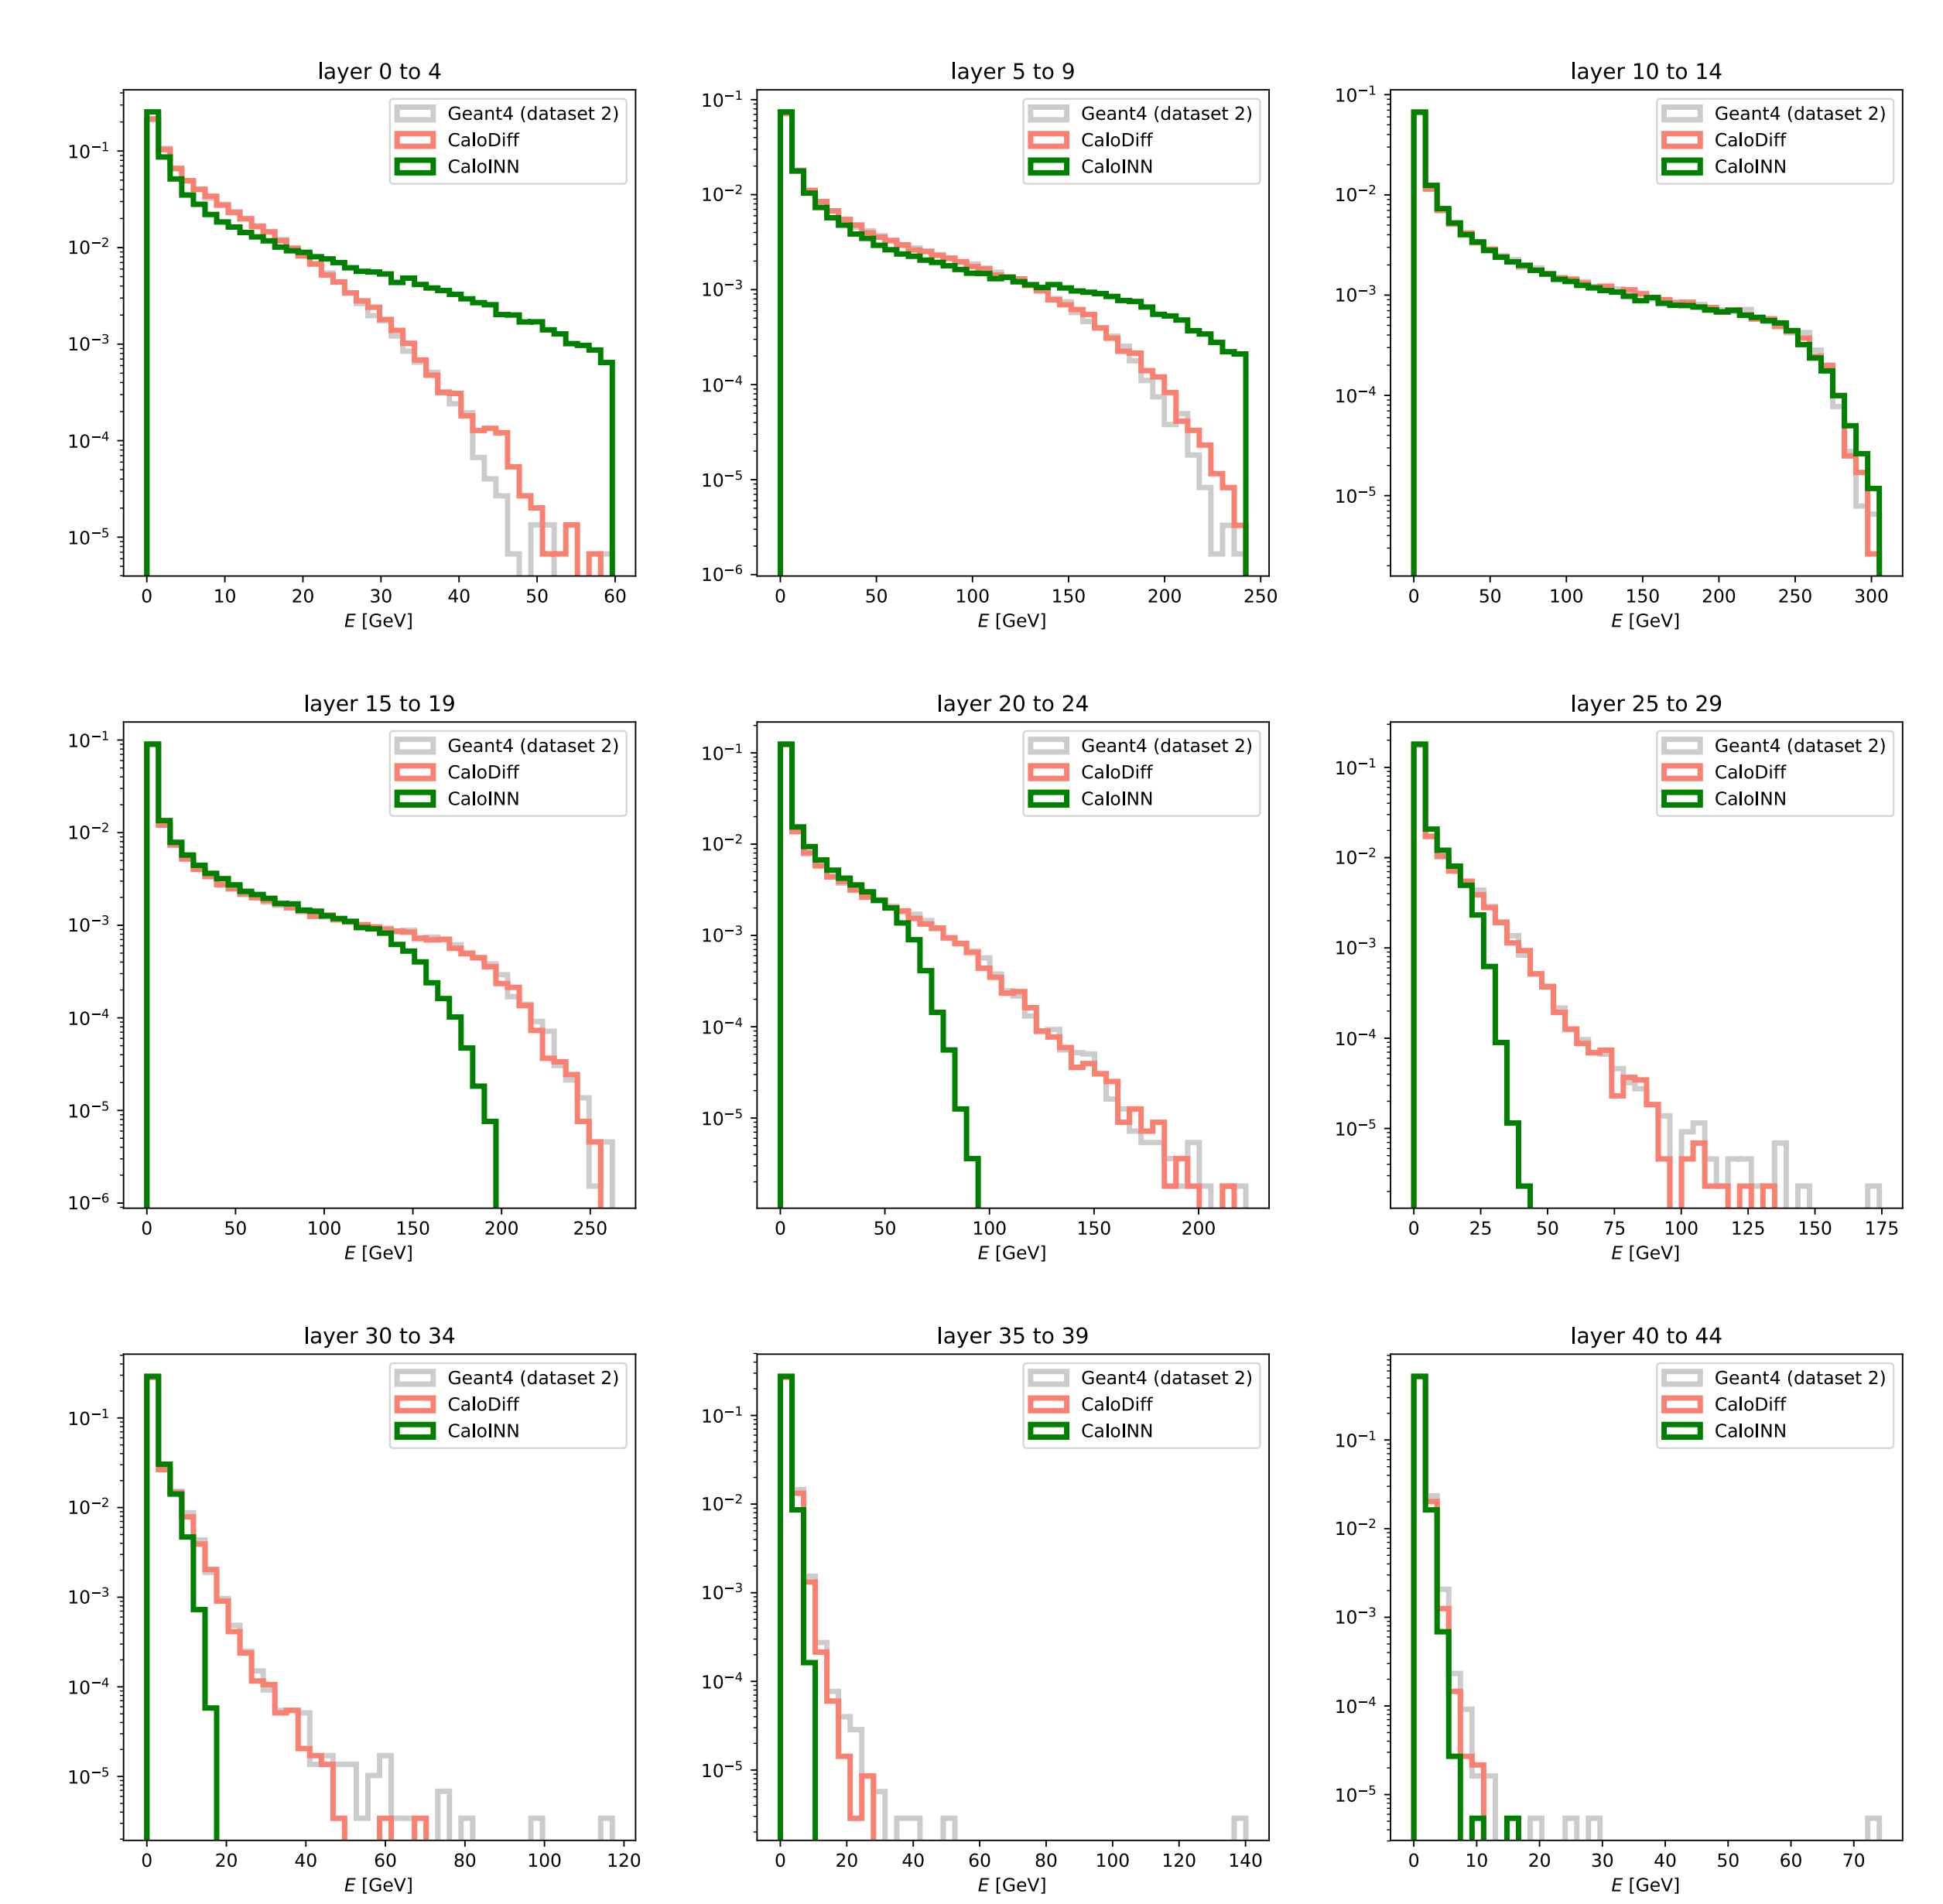 layer 0 to 4
Geant4 (dataset 2)
CaloDiff
CaloINN
10⁻¹
10⁻²
10⁻³
10⁻⁴
10⁻⁵
0 10 20 30 40 50 60
E [GeV]
layer 5 to 9
Geant4 (dataset 2)
CaloDiff
CaloINN
10⁻¹
10⁻²
10⁻³
10⁻⁴
10⁻⁵
10⁻⁶
0 50 100 150 200 250
E [GeV]
layer 10 to 14
Geant4 (dataset 2)
CaloDiff
CaloINN
10⁻¹
10⁻²
10⁻³
10⁻⁴
10⁻⁵
0 50 100 150 200 250 300
E [GeV]
layer 15 to 19
Geant4 (dataset 2)
CaloDiff
CaloINN
10⁻¹
10⁻²
10⁻³
10⁻⁴
10⁻⁵
10⁻⁶
0 50 100 150 200 250
E [GeV]
layer 20 to 24
Geant4 (dataset 2)
CaloDiff
CaloINN
10⁻¹
10⁻²
10⁻³
10⁻⁴
10⁻⁵
0 50 100 150 200
E [GeV]
layer 25 to 29
Geant4 (dataset 2)
CaloDiff
CaloINN
10⁻¹
10⁻²
10⁻³
10⁻⁴
10⁻⁵
0 25 50 75 100 125 150 175
E [GeV]
layer 30 to 34
Geant4 (dataset 2)
CaloDiff
CaloINN
10⁻¹
10⁻²
10⁻³
10⁻⁴
10⁻⁵
0 20 40 60 80 100 120
E [GeV]
layer 35 to 39
Geant4 (dataset 2)
CaloDiff
CaloINN
10⁻¹
10⁻²
10⁻³
10⁻⁴
10⁻⁵
0 20 40 60 80 100 120 140
E [GeV]
layer 40 to 44
Geant4 (dataset 2)
CaloDiff
CaloINN
10⁻¹
10⁻²
10⁻³
10⁻⁴
10⁻⁵
0 10 20 30 40 50 60 70
E [GeV]